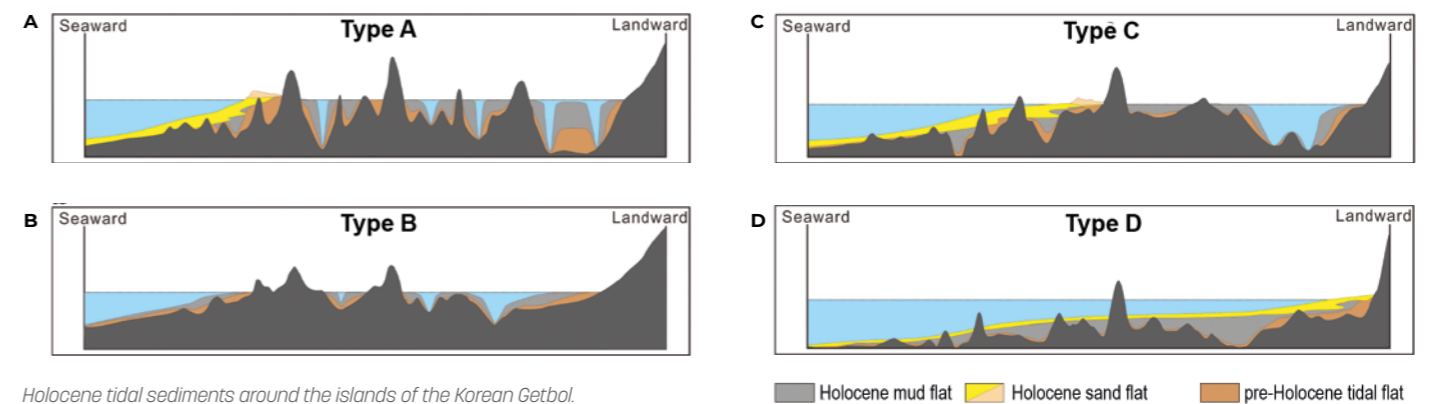 A
Seaward
Type A
Landward
C
Seaward
Type C
Landward
B
Seaward
Type B
Landward
D
Seaward
Type D
Landward
Holocene tidal sediments around the islands of the Korean Getbol.
Holocene mud flat
Holocene sand flat
pre-Holocene tidal flat